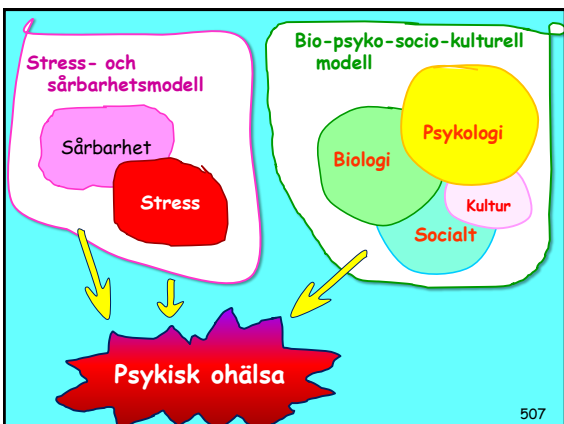 Stress- och
sårbarhetsmodell
Sårbarhet
Stress
Bio-psyko-socio-kulturell
modell
Psykologi
Biologi
Kultur
Socialt
Psykisk ohälsa
507